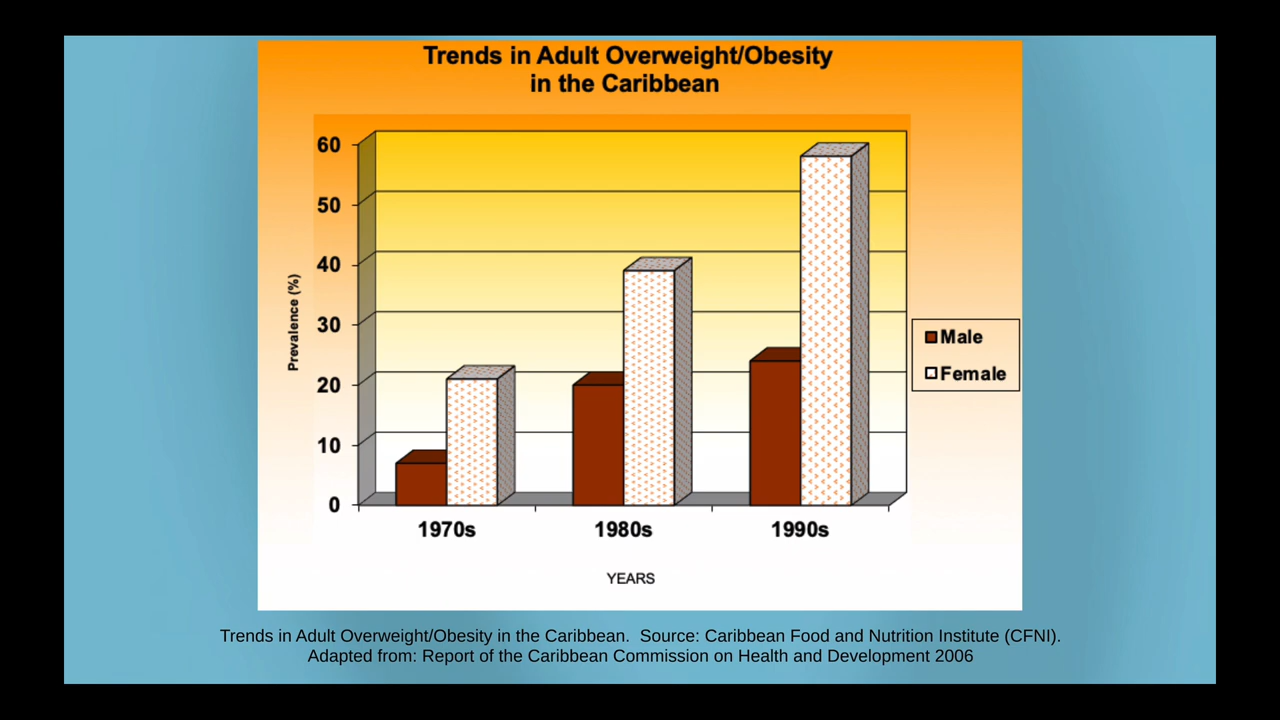 Trends in Adult Overweight/Obesity
in the Caribbean
60
50
40
30
20
10
0
Prevalence (%)
1970s 1980s 1990s
YEARS
Male
Female
Trends in Adult Overweight/Obesity in the Caribbean.  Source: Caribbean Food and Nutrition Institute (CFNI).
Adapted from: Report of the Caribbean Commission on Health and Development 2006